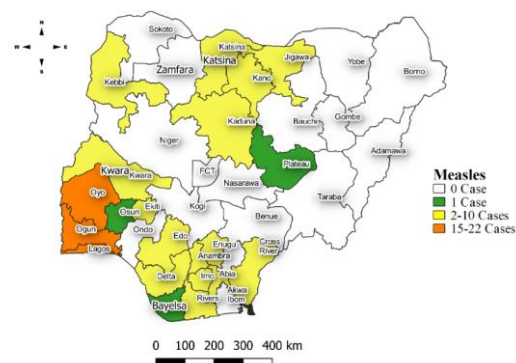 N
W E
S
Sokoto
Katsina
Zamfara
Katsina
Jigawa
Yobe
Borno
Kebbi
Kano
Kaduna
Bauchi
Gombe
Niger
Adamawa
Plateau
Kwara
Kwara
FCT
Nasarawa
Taraba
Oyo
Kogi
Osun
Ekiti
Benue
Ogun
Ondo
Edo
Enugu
Cross
River
Lagos
Anambra
Delta
Imo
Abia
Bayelsa
Rivers
Akwa
Ibom
Measles
0 Case
1 Case
2-10 Cases
15-22 Cases
0 100 200 300 400 km